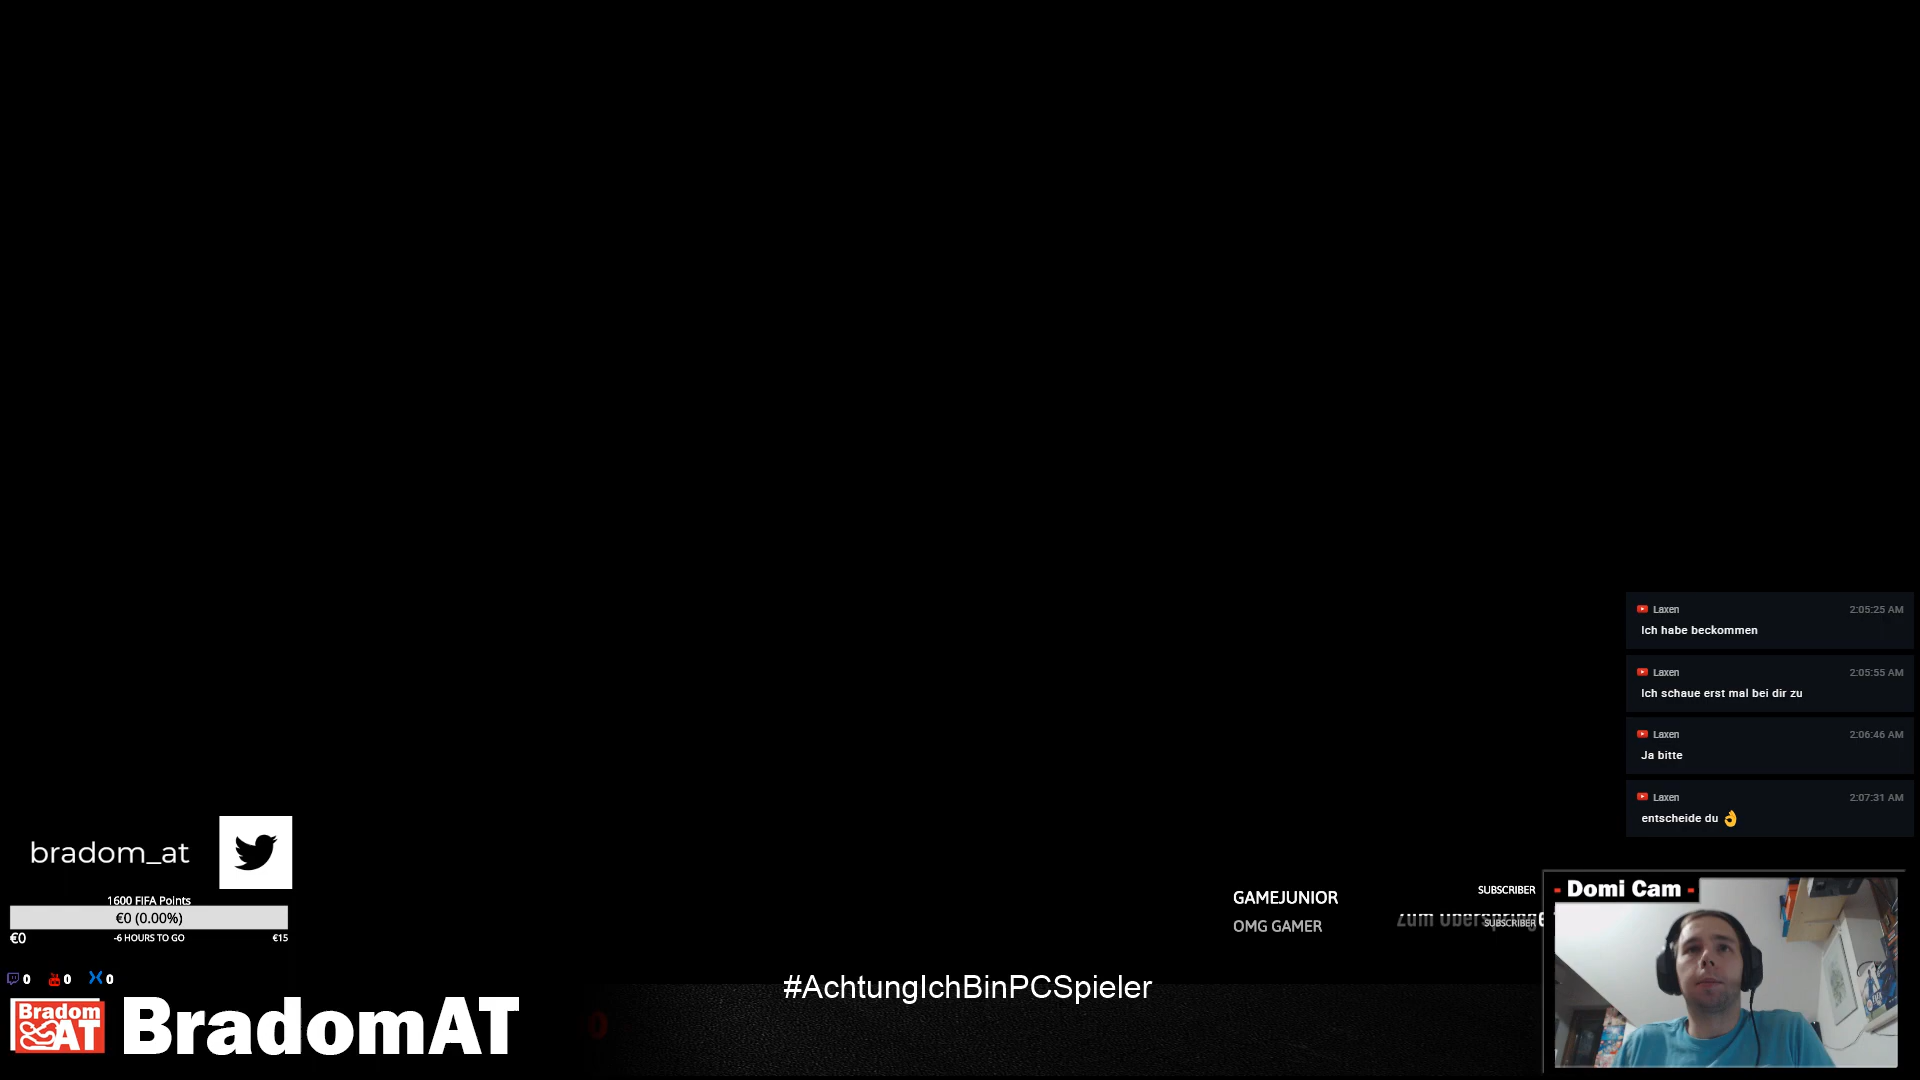 Laxen 2:05:25 AM
Ich habe beckommen
Laxen 2:05:55 AM
Ich schaue erst mal bei dir zu
Laxen 2:06:46 AM
Ja bitte
Laxen 2:07:31 AM
entscheide du 👌
bradom_at
1600 FIFA Points
€0 (0.00%)
€0 -6 HOURS TO GO €15
GAMEJUNIOR SUBSCRIBER
OMG GAMER SUBSCRIBER
Zum
- Domi Cam -
0 0 0
#AchtungIchBinPCSpieler
Bradom
AT
BradomAT